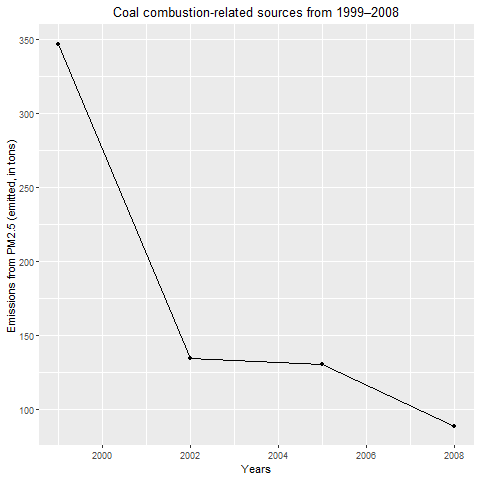 Coal combustion-related sources from 1999–2008
Emissions from PM2.5 (emitted, in tons)
350
300
250
200
150
100
2000 2002 2004 2006 2008
Years